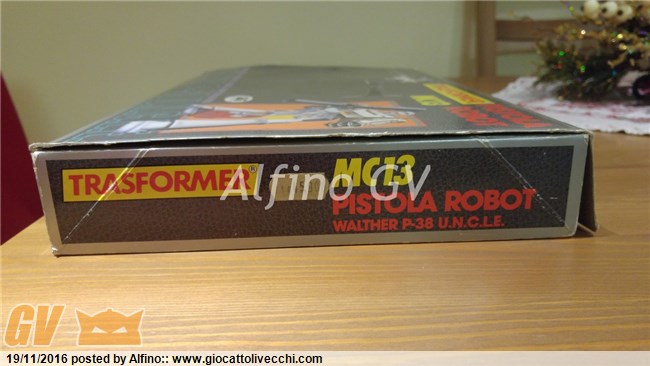 TRASFORMER®
MC13
PISTOLA ROBOT
WALTHER P-38 U.N.C.L.E.
Alfino GV
GV
19/11/2016 posted by Alfino:: www.giocattolivecchi.com